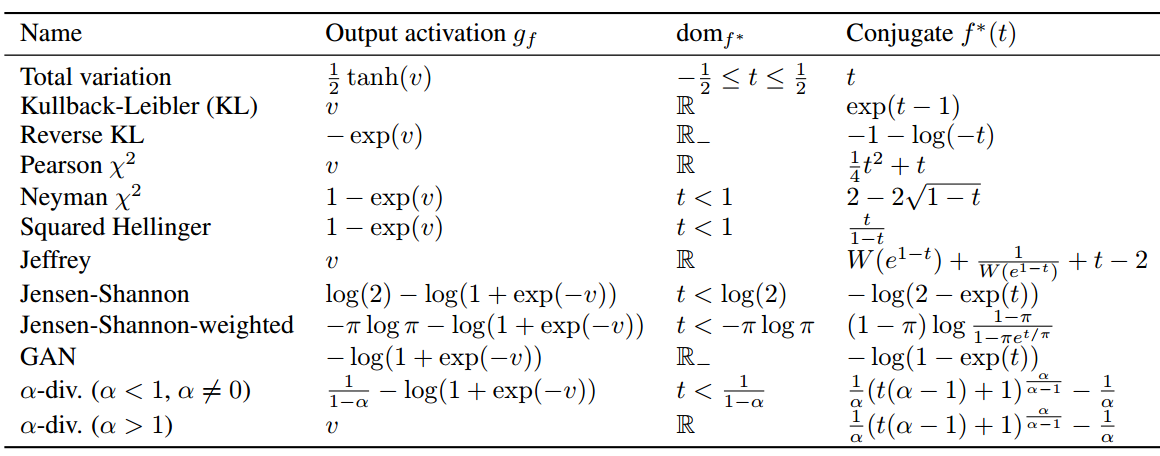 Name Output activation $g_f$ $\mathrm{dom}_{f^*}$ Conjugate $f^*(t)$
Total variation $\frac{1}{2}\tanh(v)$ $-\frac{1}{2} \leq t \leq \frac{1}{2}$ $t$
Kullback-Leibler (KL) $v$ $\mathbb{R}$ $\exp(t-1)$
Reverse KL $-\exp(v)$ $\mathbb{R}_-$ $-1-\log(-t)$
Pearson $\chi^2$ $v$ $\mathbb{R}$ $\frac{1}{4}t^2+t$
Neyman $\chi^2$ $1-\exp(v)$ $t<1$ $2-2\sqrt{1-t}$
Squared Hellinger $1-\exp(v)$ $t<1$ $\frac{t}{1-t}$
Jeffrey $v$ $\mathbb{R}$ $W(e^{1-t})+\frac{1}{W(e^{1-t})}+t-2$
Jensen-Shannon $\log(2)-\log(1+\exp(-v))$ $t<\log(2)$ $-\log(2-\exp(t))$
Jensen-Shannon-weighted $-\pi\log\pi-\log(1+\exp(-v))$ $t<-\pi\log\pi$ $(1-\pi)\log\frac{1-\pi}{1-\pi e^{t/\pi}}$
GAN $-\log(1+\exp(-v))$ $\mathbb{R}_-$ $-\log(1-\exp(t))$
$\alpha$-div. ($\alpha<1$, $\alpha\neq 0$) $\frac{1}{1-\alpha}-\log(1+\exp(-v))$ $t<\frac{1}{1-\alpha}$ $\frac{1}{\alpha}(t(\alpha-1)+1)^{\frac{\alpha}{\alpha-1}}-\frac{1}{\alpha}$
$\alpha$-div. ($\alpha>1$) $v$ $\mathbb{R}$ $\frac{1}{\alpha}(t(\alpha-1)+1)^{\frac{\alpha}{\alpha-1}}-\frac{1}{\alpha}$